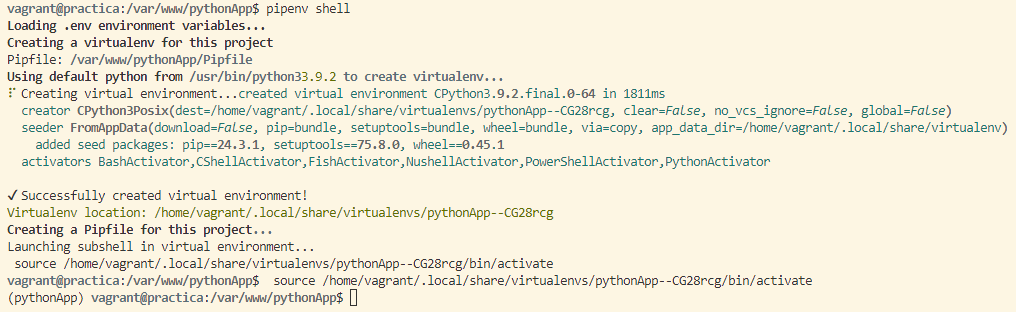 vagrant@practica:/var/www/pythonApp$ pipenv shell
Loading .env environment variables...
Creating a virtualenv for this project
Pipfile: /var/www/pythonApp/Pipfile
Using default python from /usr/bin/python33.9.2 to create virtualenv...
⠏ Creating virtual environment...created virtual environment CPython3.9.2.final.0-64 in 1811ms
  creator CPython3Posix(dest=/home/vagrant/.local/share/virtualenvs/pythonApp--CG28rcg, clear=False, no_vcs_ignore=False, global=False)
  seeder FromAppData(download=False, pip=bundle, setuptools=bundle, wheel=bundle, via=copy, app_data_dir=/home/vagrant/.local/share/virtualenv)
    added seed packages: pip==24.3.1, setuptools==75.8.0, wheel==0.45.1
  activators BashActivator,CShellActivator,FishActivator,NushellActivator,PowerShellActivator,PythonActivator
✔ Successfully created virtual environment!
Virtualenv location: /home/vagrant/.local/share/virtualenvs/pythonApp--CG28rcg
Creating a Pipfile for this project...
Launching subshell in virtual environment...
 source /home/vagrant/.local/share/virtualenvs/pythonApp--CG28rcg/bin/activate
vagrant@practica:/var/www/pythonApp$  source /home/vagrant/.local/share/virtualenvs/pythonApp--CG28rcg/bin/activate
(pythonApp) vagrant@practica:/var/www/pythonApp$